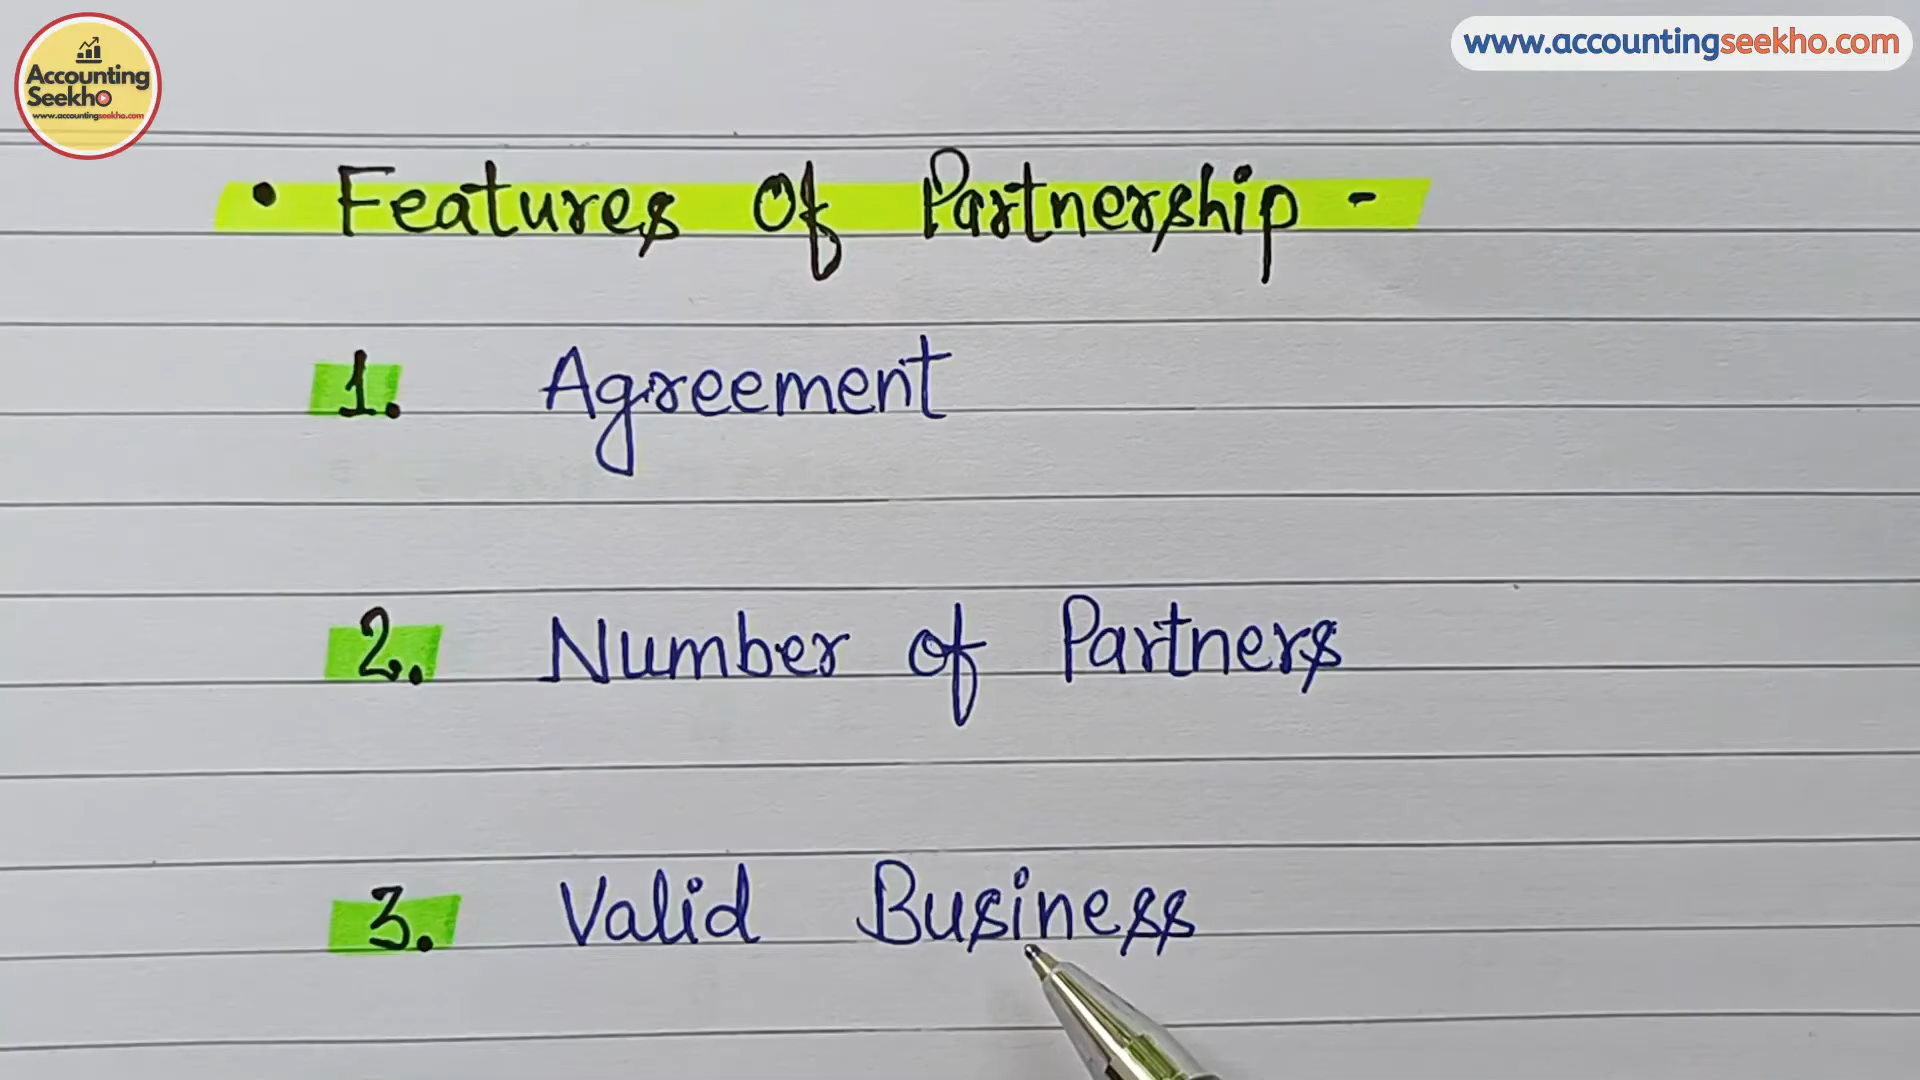 Accounting
Seekho
www.accountingseekho.com
www.accountingseekho.com
• Features Of Partnership -
1. Agreement
2. Number of Partners
3. Valid Business